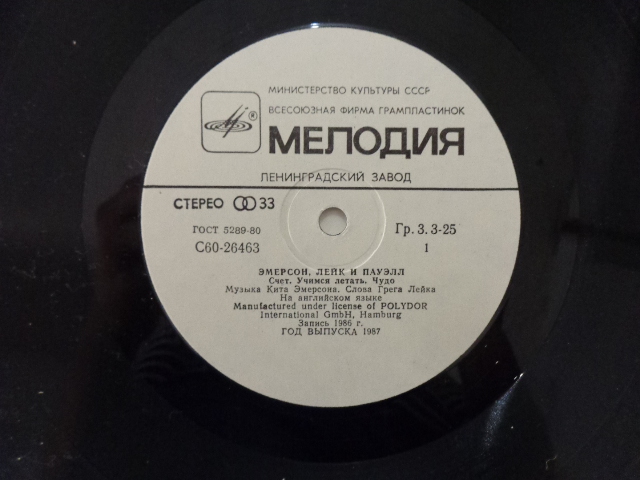 МИНИСТЕРСТВО КУЛЬТУРЫ СССР
ВСЕСОЮЗНАЯ ФИРМА ГРАМПЛАСТИНОК
®
МЕЛОДИЯ
ЛЕНИНГРАДСКИЙ ЗАВОД
СТЕРЕО 33
ГОСТ 5289-80
Гр. 3. 3-25
С60-26463
1
ЭМЕРСОН, ЛЕЙК И ПАУЭЛЛ
Счет. Учимся летать. Чудо
Музыка Кита Эмерсона. Слова Грега Лейка
На английском языке
Manufactured under license of POLYDOR
International GmbH, Hamburg
Запись 1986 г.
ГОД ВЫПУСКА 1987